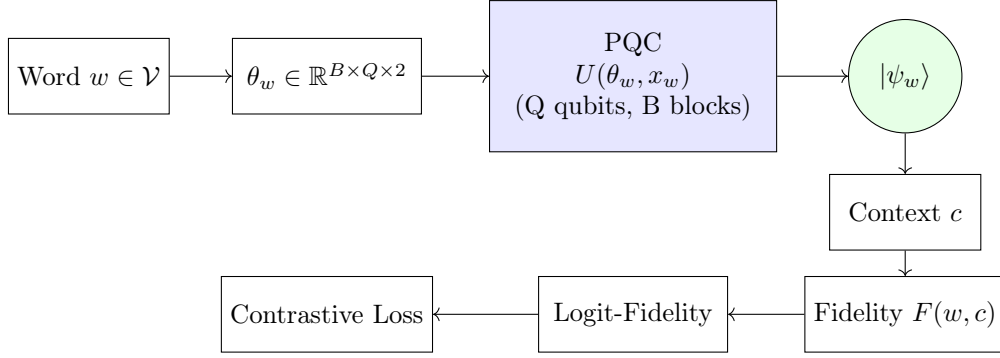 Word w ∈ 𝒱
θ_w ∈ ℝ^{B×Q×2}
PQC
U(θ_w, x_w)
(Q qubits, B blocks)
|ψ_w⟩
Context c
Fidelity F(w, c)
Logit-Fidelity
Contrastive Loss